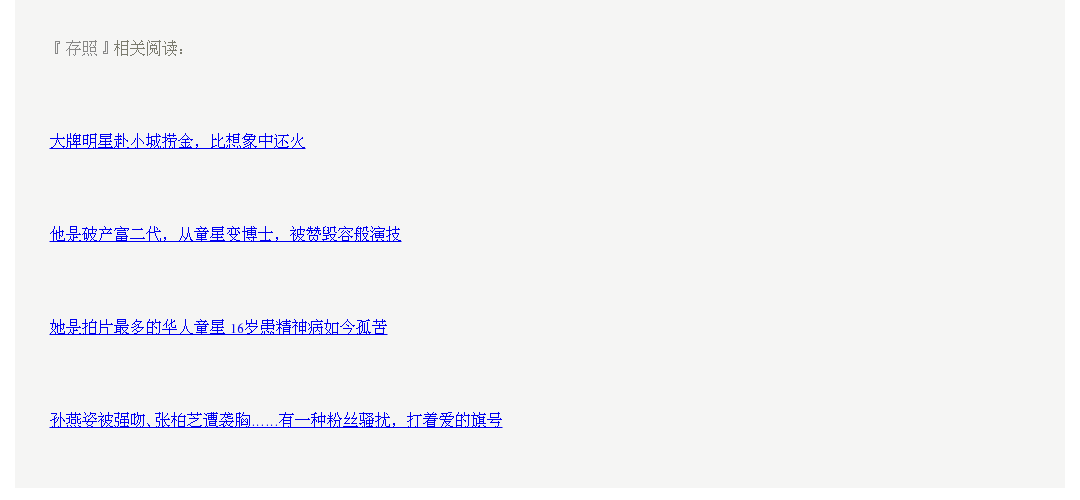 『存照』相关阅读：
大牌明星赴小城捞金，比想象中还火
他是破产富二代，从童星变博士，被赞毁容般演技
她是拍片最多的华人童星 16岁患精神病如今孤苦
孙燕姿被强吻、张柏芝遭袭胸……有一种粉丝骚扰，打着爱的旗号